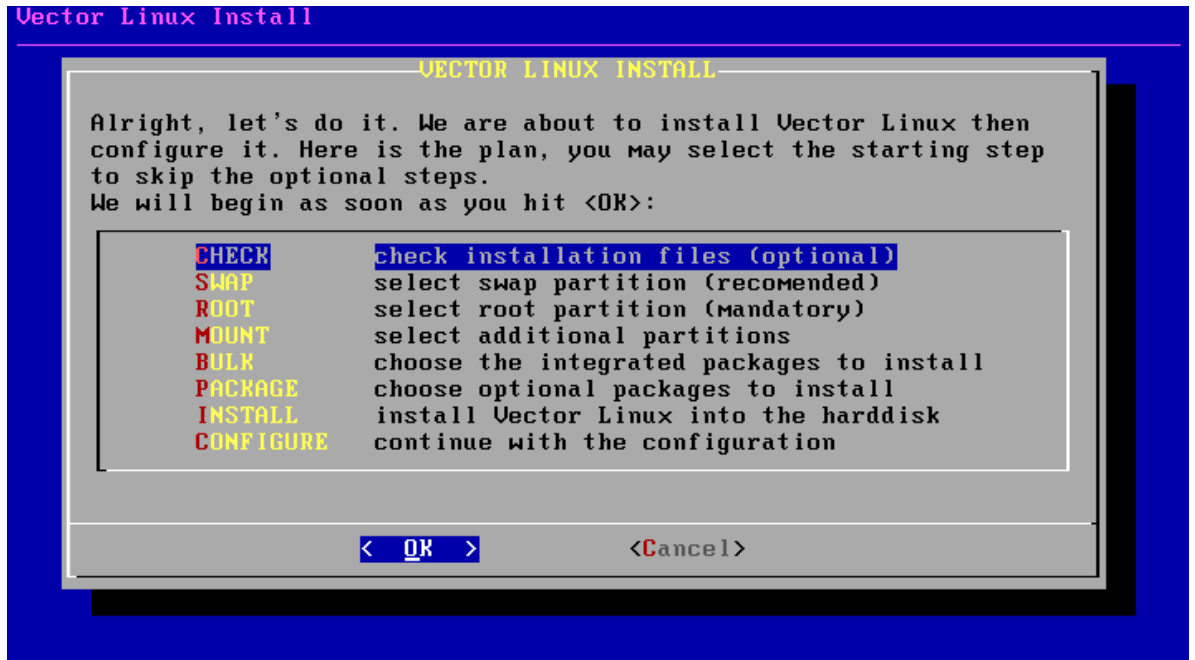 Vector Linux Install
VECTOR LINUX INSTALL
Alright, let's do it. We are about to install Vector Linux then
configure it. Here is the plan, you may select the starting step
to skip the optional steps.
We will begin as soon as you hit <OK>:
CHECK check installation files (optional)
SWAP select swap partition (recomended)
ROOT select root partition (mandatory)
MOUNT select additional partitions
BULK choose the integrated packages to install
PACKAGE choose optional packages to install
INSTALL install Vector Linux into the harddisk
CONFIGURE continue with the configuration
< OK > <Cancel>